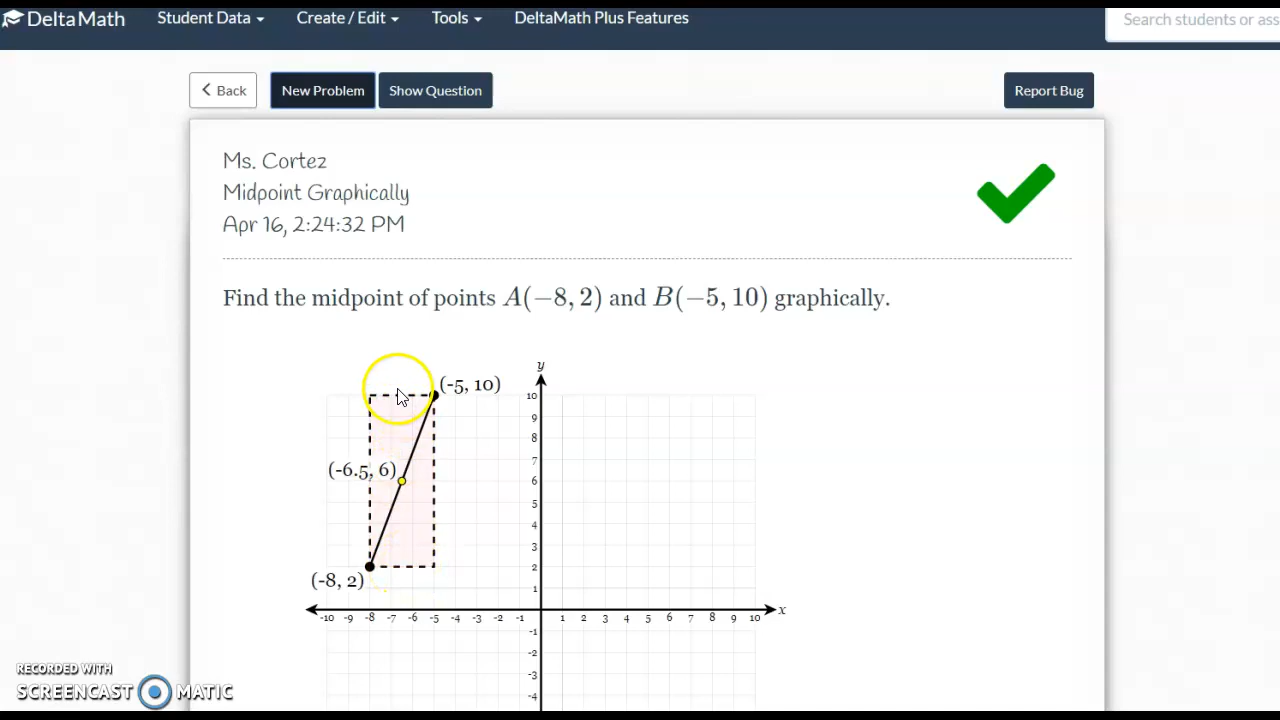 DeltaMath Student Data Create / Edit Tools DeltaMath Plus Features Search students or ass
Back New Problem Show Question Report Bug
Ms. Cortez
Midpoint Graphically
Apr 16, 2:24:32 PM
Find the midpoint of points A(−8, 2) and B(−5, 10) graphically.
y
(-5, 10)
10
9
8
7
(-6.5, 6)
6
5
4
3
2
(-8, 2)
1
x
-10 -9 -8 -7 -6 -5 -4 -3 -2 -1 1 2 3 4 5 6 7 8 9 10
-1
-2
-3
-4
RECORDED WITH
SCREENCAST MATIC